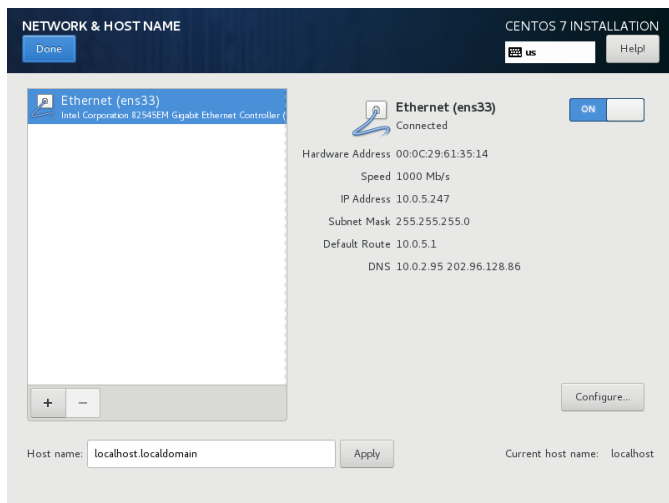 NETWORK & HOST NAME
CENTOS 7 INSTALLATION
Done
us
Help!
Ethernet (ens33)
Intel Corporation 82545EM Gigabit Ethernet Controller (
Ethernet (ens33)
Connected
ON
Hardware Address 00:0C:29:61:35:14
Speed 1000 Mb/s
IP Address 10.0.5.247
Subnet Mask 255.255.255.0
Default Route 10.0.5.1
DNS 10.0.2.95 202.96.128.86
+ −
Configure...
Host name: localhost.localdomain Apply Current host name: localhost